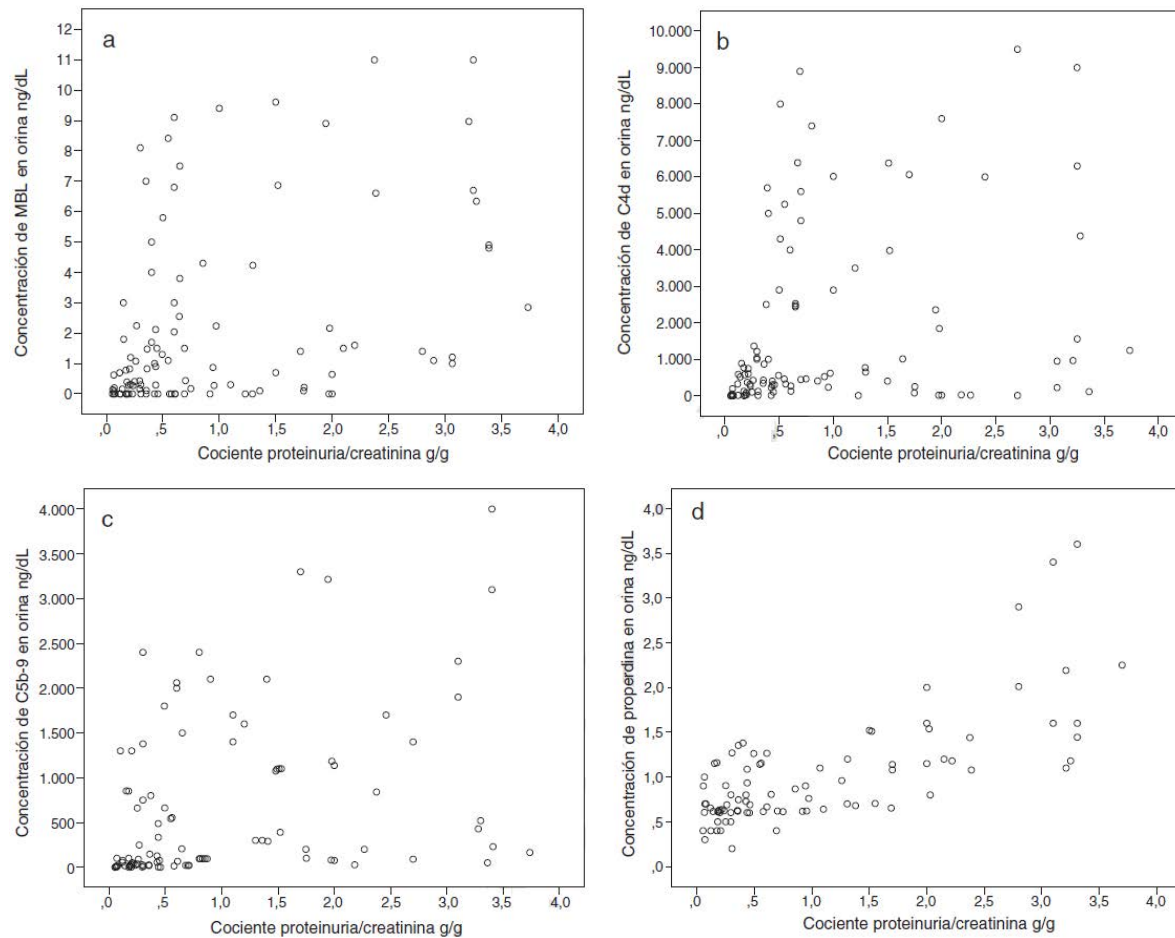 a
Concentración de MBL en orina ng/dL
12
11
10
9
8
7
6
5
4
3
2
1
0
,0 ,5 1,0 1,5 2,0 2,5 3,0 3,5 4,0
Cociente proteinuria/creatinina g/g
b
Concentración de C4d en orina ng/dL
10.000
9.000
8.000
7.000
6.000
5.000
4.000
3.000
2.000
1.000
0
,0 ,5 1,0 1,5 2,0 2,5 3,0 3,5 4,0
Cociente proteinuria/creatinina g/g
c
Concentración de C5b-9 en orina ng/dL
4.000
3.500
3.000
2.500
2.000
1.500
1.000
500
0
,0 ,5 1,0 1,5 2,0 2,5 3,0 3,5 4,0
Cociente proteinuria/creatinina g/g
d
Concentración de properdina en orina ng/dL
4,0
3,5
3,0
2,5
2,0
1,5
1,0
,5
,0
,0 ,5 1,0 1,5 2,0 2,5 3,0 3,5 4,0
Cociente proteinuria/creatinina g/g